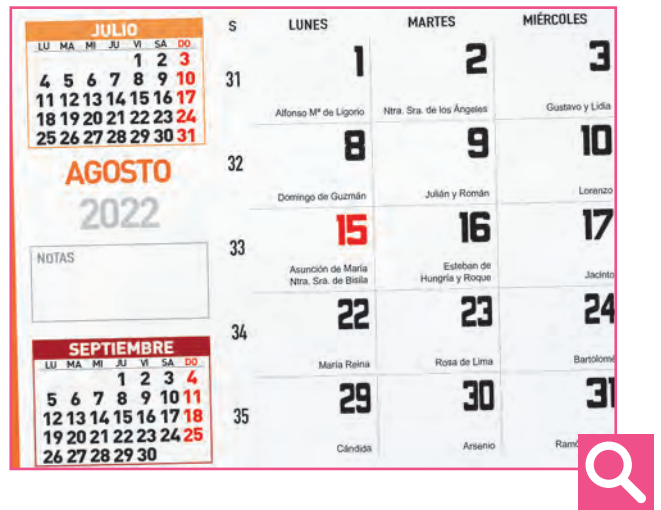 JULIO
LU MA MI JU VI SA DO
1 2 3
4 5 6 7 8 9 10
11 12 13 14 15 16 17
18 19 20 21 22 23 24
25 26 27 28 29 30 31
AGOSTO
2022
NOTAS
SEPTIEMBRE
LU MA MI JU VI SA DO
1 2 3 4
5 6 7 8 9 10 11
12 13 14 15 16 17 18
19 20 21 22 23 24 25
26 27 28 29 30
S LUNES MARTES MIÉRCOLES
31 1 2 3
Alfonso Mª de Ligorio Ntra. Sra. de los Ángeles Gustavo y Lidia
32 8 9 10
Domingo de Guzmán Julián y Román Lorenzo
33 15 16 17
Asunción de María Esteban de
Ntra. Sra. de Bisila Hungría y Roque Jacinto
34 22 23 24
María Reina Rosa de Lima Bartolomé
35 29 30 31
Cándida Arsenio